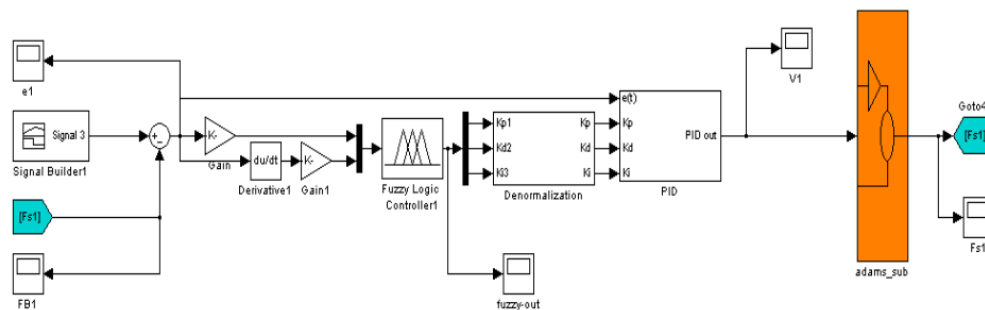 e1
Signal 3
Signal Builder1
+
−
K-
Gain
du/dt
Derivative1
K-
Gain1
Fuzzy Logic
Controller1
Kp1
Kd2
Ki3
Kp
Kd
Ki
Denormalization
e(t)
Kp
Kd
Ki
PID out
PID
V1
adams_sub
Goto4
[Fs1]
Fs1
[Fs1]
FB1
fuzzy-out